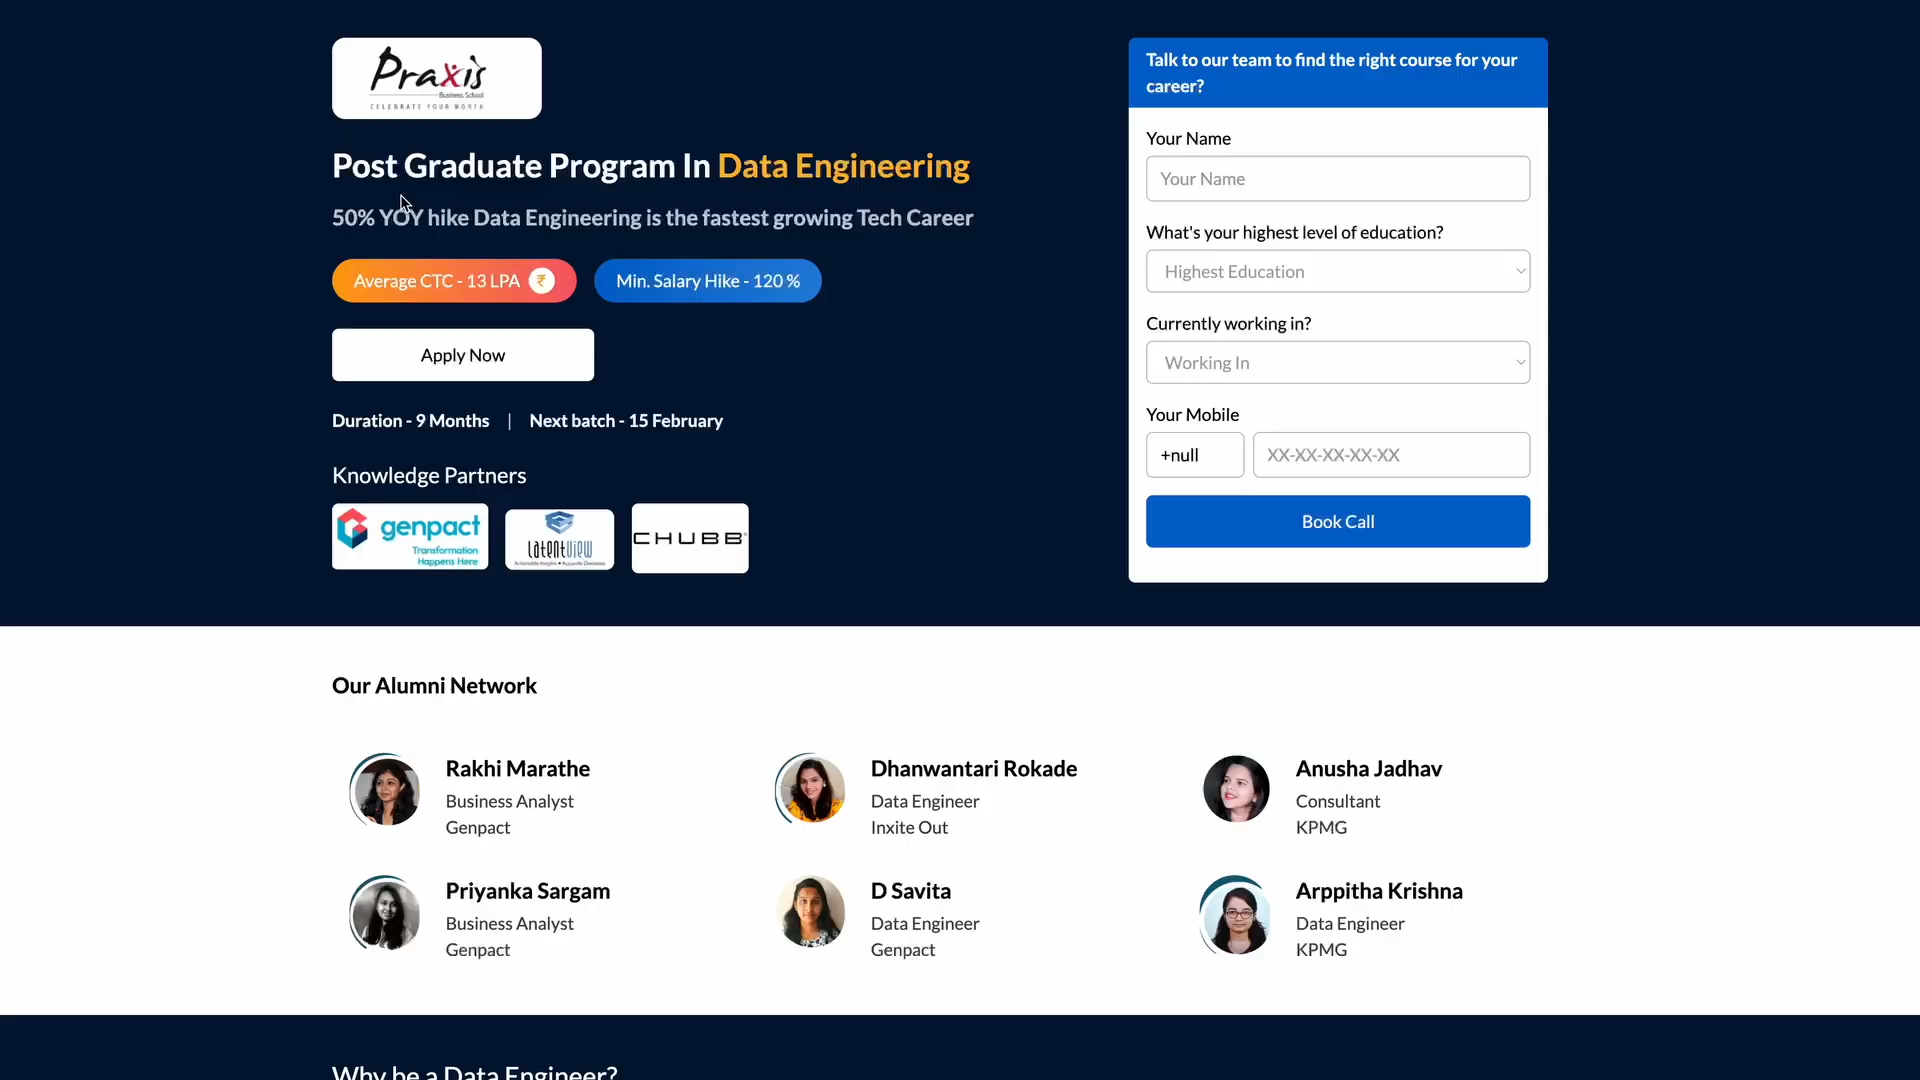 Praxis
Business School
CELEBRATE YOUR WORTH
Post Graduate Program In Data Engineering
50% YOY hike Data Engineering is the fastest growing Tech Career
Average CTC - 13 LPA ₹
Min. Salary Hike - 120 %
Apply Now
Duration - 9 Months | Next batch - 15 February
Knowledge Partners
genpact
Transformation
Happens Here
LatentView
Actionable Insights • Accurate Decisions
CHUBB
Talk to our team to find the right course for your
career?
Your Name
Your Name
What's your highest level of education?
Highest Education
Currently working in?
Working In
Your Mobile
+null
XX-XX-XX-XX-XX
Book Call
Our Alumni Network
Rakhi Marathe
Business Analyst
Genpact
Dhanwantari Rokade
Data Engineer
Inxite Out
Anusha Jadhav
Consultant
KPMG
Priyanka Sargam
Business Analyst
Genpact
D Savita
Data Engineer
Genpact
Arppitha Krishna
Data Engineer
KPMG
Why be a Data Engineer?